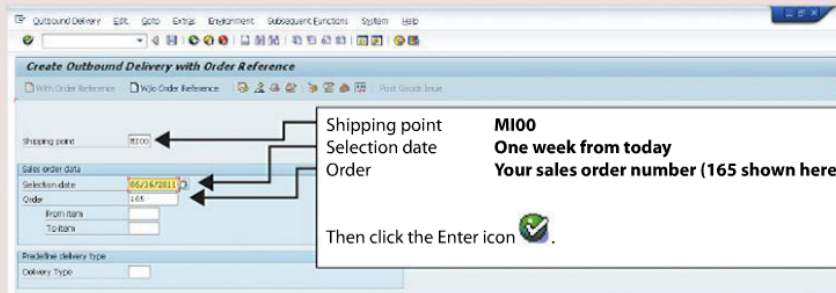 Outbound Delivery Edit Goto Extras Environment Subsequent Functions System Help
Create Outbound Delivery with Order Reference
With Order Reference W/o Order Reference Post Goods Issue
Shipping point MI00
Sales order data
Selection date 06/16/2011
Order 165
From item
To item
Predefine delivery type
Delivery Type
Shipping point MI00
Selection date One week from today
Order Your sales order number (165 shown here
Then click the Enter icon .